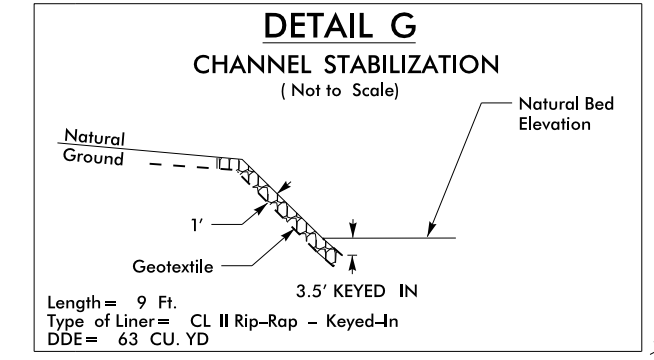 DETAIL G
CHANNEL STABILIZATION
( Not to Scale)
Natural Bed
Elevation
Natural
Ground
1'
Geotextile
3.5' KEYED IN
Length= 9 Ft.
Type of Liner= CL II Rip-Rap - Keyed-In
DDE= 63 CU. YD